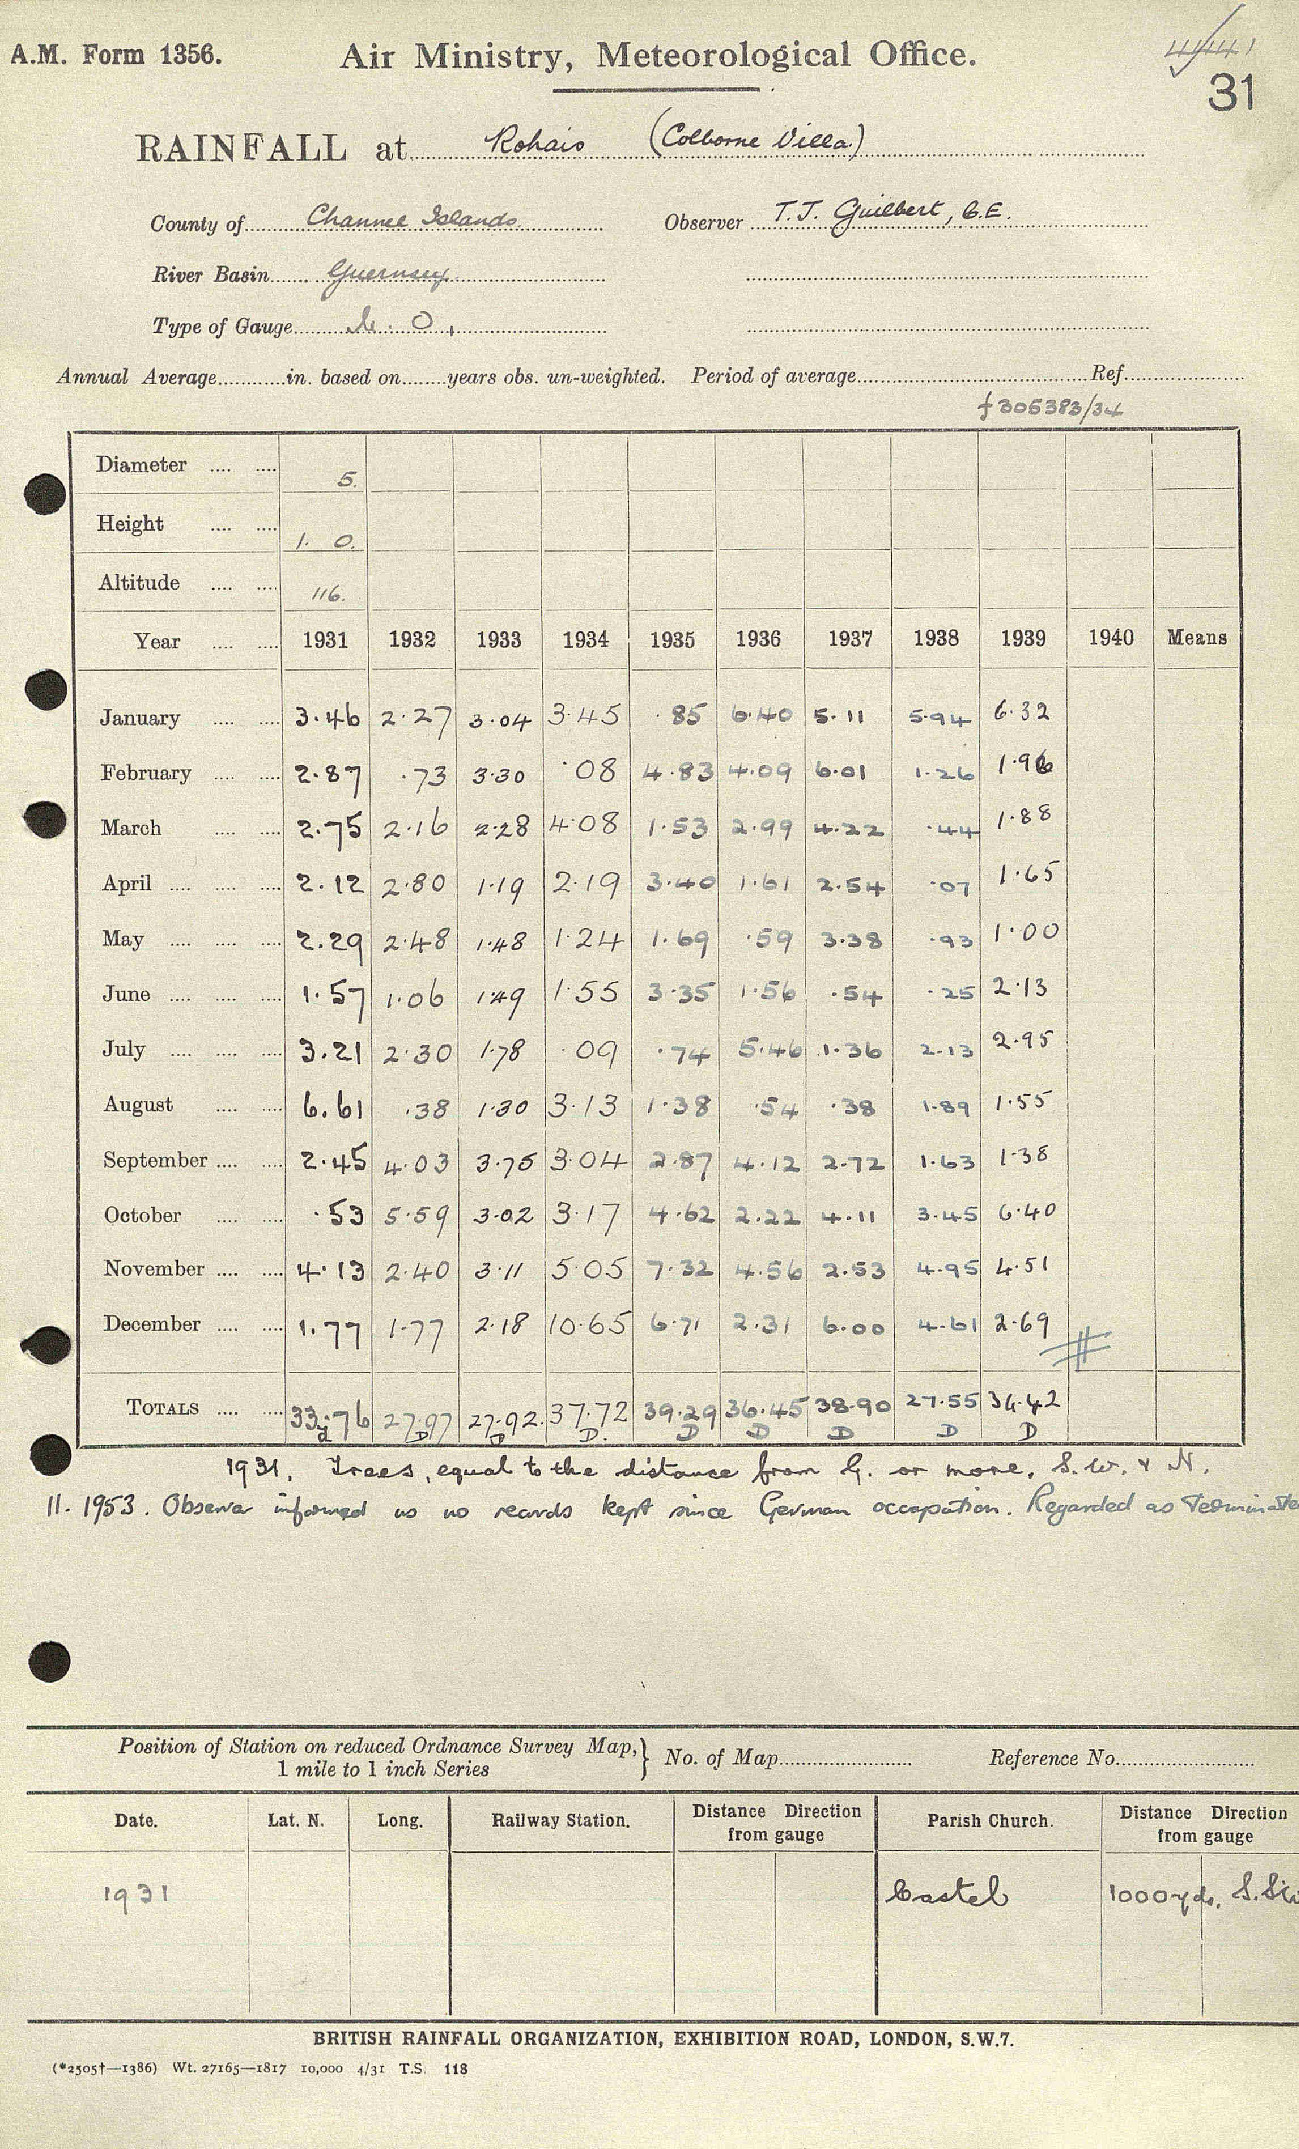 A.M. Form 1356. Air Ministry, Meteorological Office.
31
RAINFALL at Rohais (Colborne Villa)
County of Channel Islands Observer T.J. Guilbert, C.E.
River Basin Guernsey
Type of Gauge M. O.
Annual Average in. based on years obs. un-weighted. Period of average Ref.
f 305383/34
Diameter 5.
Height 1. 0.
Altitude 116.
Year 1931 1932 1933 1934 1935 1936 1937 1938 1939 1940 Means
January 3.46 2.27 3.04 3.45 .85 6.40 5.11 5.94 6.32
February 2.87 .73 3.30 .08 4.83 4.09 6.01 1.26 1.96
March 2.75 2.16 2.28 4.08 1.53 2.99 4.22 .44 1.88
April 2.12 2.80 1.19 2.19 3.40 1.61 2.54 .07 1.65
May 2.29 2.48 1.48 1.24 1.69 .59 3.38 .93 1.00
June 1.57 1.06 1.49 1.55 3.35 1.56 .54 .25 2.13
July 3.21 2.30 1.78 .09 .74 5.46 1.36 2.13 2.95
August 6.61 .38 1.30 3.13 1.38 .54 .38 1.89 1.55
September 2.45 4.03 3.75 3.04 2.87 4.12 2.72 1.63 1.38
October .53 5.59 3.02 3.17 4.62 2.22 4.11 3.45 6.40
November 4.13 2.40 3.11 5.05 7.32 4.56 2.53 4.95 4.51
December 1.77 1.77 2.18 10.65 6.71 2.31 6.00 4.61 2.69
TOTALS 33.76 27.97 27.92 37.72 39.29 36.45 38.90 27.55 34.42
d D D D. D D D D D
1931. Trees, equal to the distance from G. or more, S.W. & N.
11. 1953. Observer informed us no records kept since German occupation. Regarded as Terminate
Position of Station on reduced Ordnance Survey Map, } No. of Map Reference No.
1 mile to 1 inch Series
Date. Lat. N. Long. Railway Station. Distance Direction from gauge Parish Church. Distance Direction from gauge
1931 Castel 1000 yds. S.SW
BRITISH RAINFALL ORGANIZATION, EXHIBITION ROAD, LONDON, S.W.7.
(*2505†—1386) Wt. 27165—1817 10,000 4/31 T.S. 118